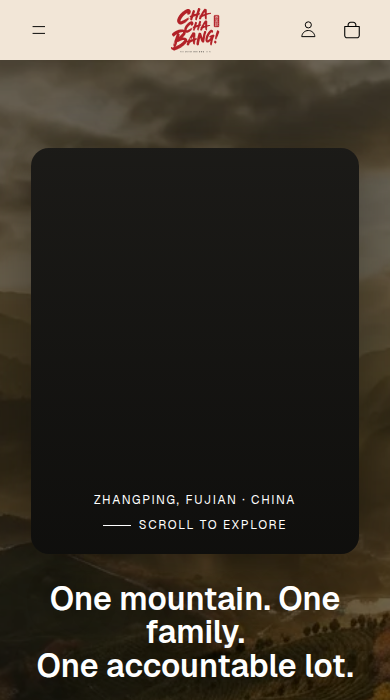 CHA
CHA
BANG!
ZHANGPING, FUJIAN · CHINA
SCROLL TO EXPLORE
One mountain. One
family.
One accountable lot.